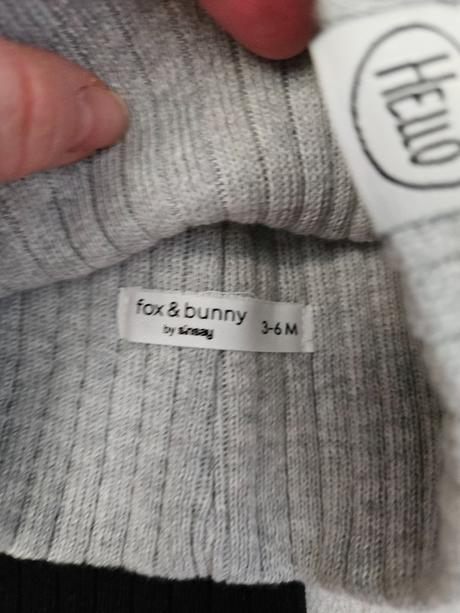 HELLO
fox & bunny
by sinsay
3-6 M